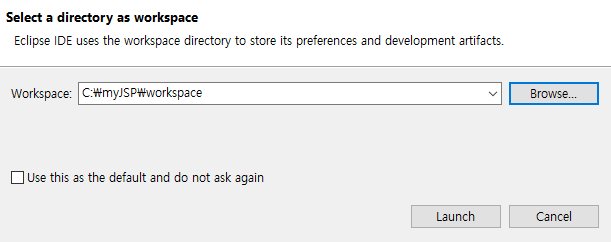 Select a directory as workspace
Eclipse IDE uses the workspace directory to store its preferences and development artifacts.
Workspace: C:₩myJSP₩workspace Browse...
Use this as the default and do not ask again
Launch Cancel